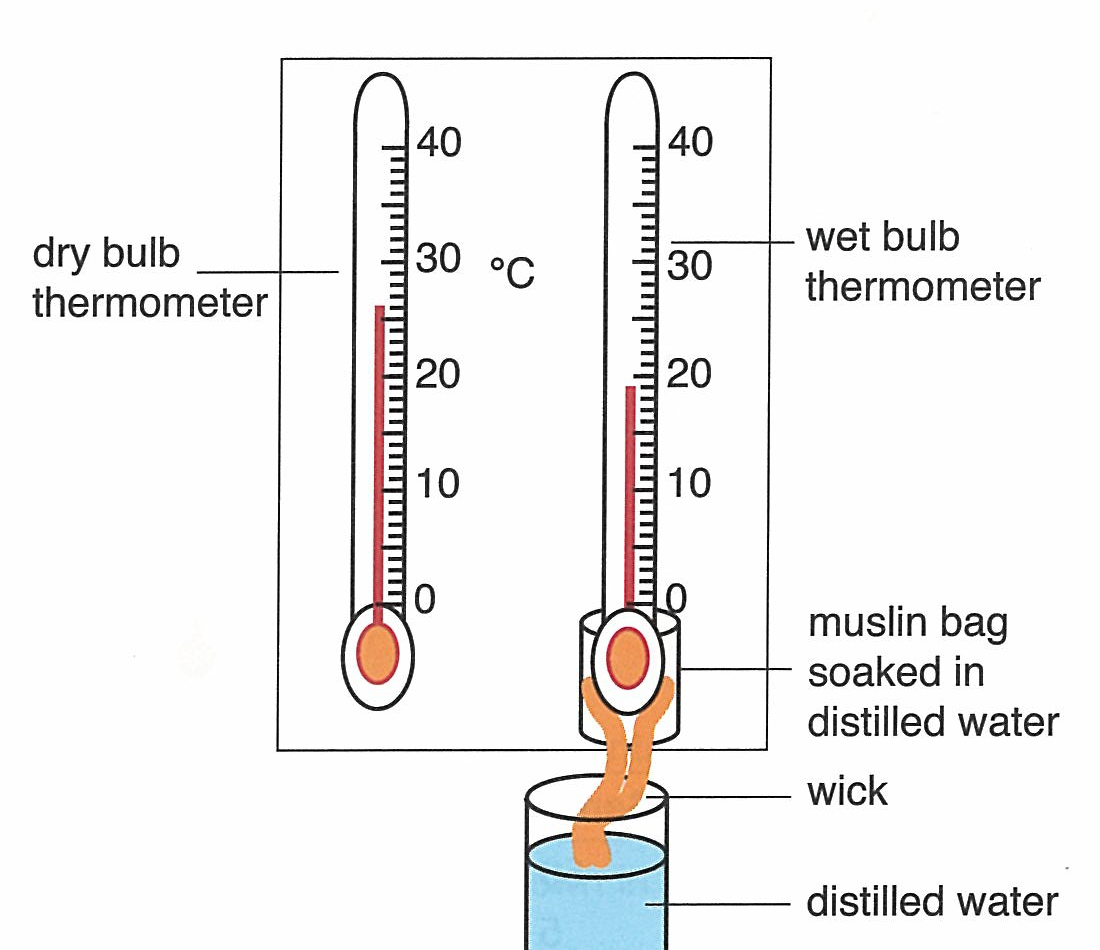 40
40
dry bulb
thermometer
wet bulb
thermometer
30
°C
30
20
20
10
10
0
0
muslin bag
soaked in
distilled water
wick
distilled water